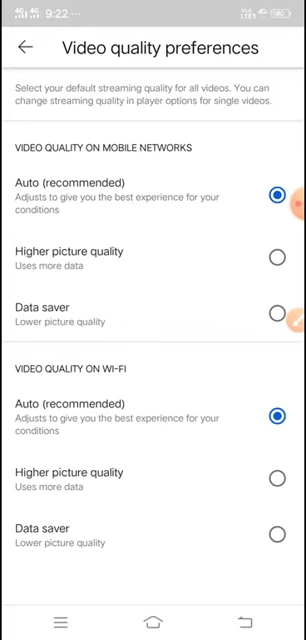 9:22
Video quality preferences
Select your default streaming quality for all videos. You can
change streaming quality in player options for single videos.
VIDEO QUALITY ON MOBILE NETWORKS
Auto (recommended)
Adjusts to give you the best experience for your
conditions
Higher picture quality
Uses more data
Data saver
Lower picture quality
VIDEO QUALITY ON WI-FI
Auto (recommended)
Adjusts to give you the best experience for your
conditions
Higher picture quality
Uses more data
Data saver
Lower picture quality